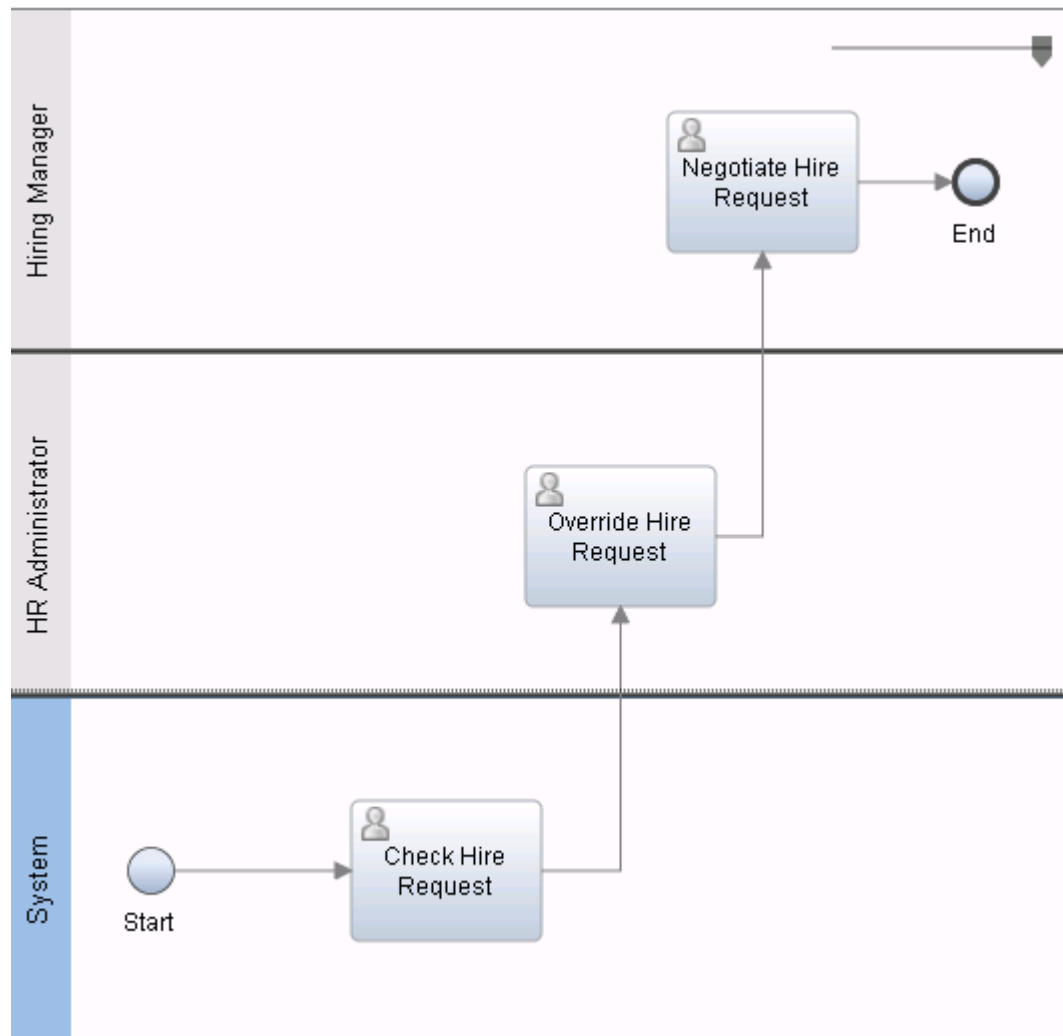 Hiring Manager
Negotiate Hire
Request
End
HR Administrator
Override Hire
Request
System
Start
Check Hire
Request